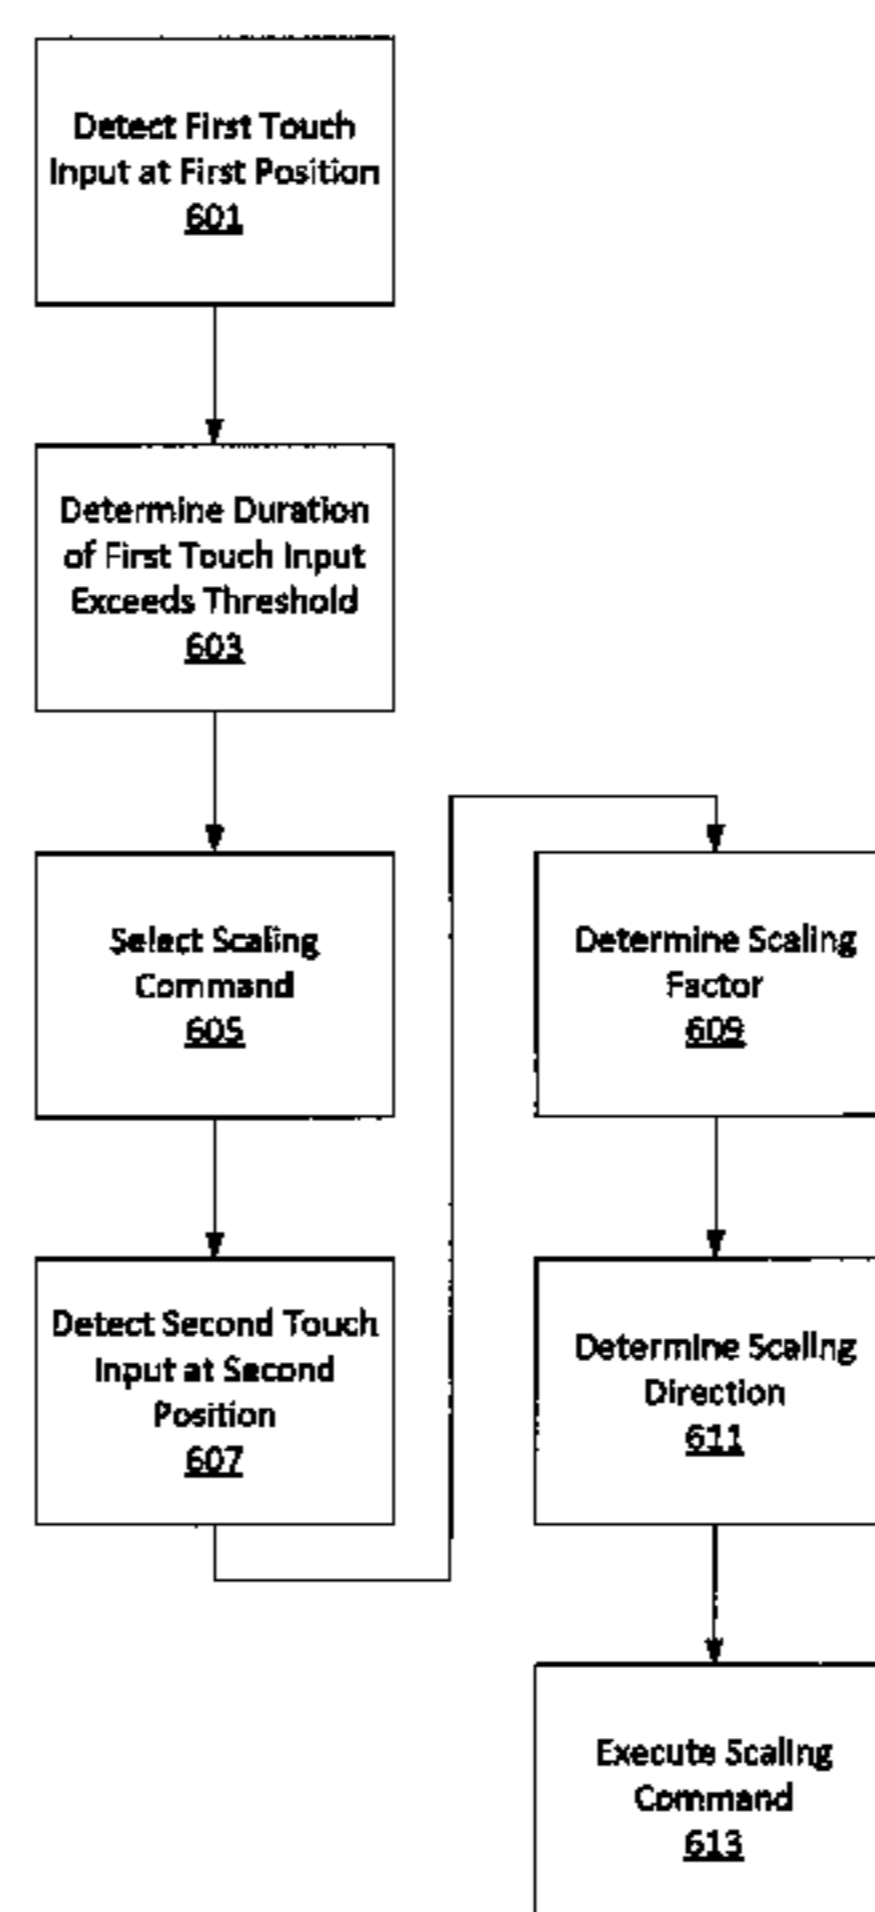 Detect First Touch
Input at First Position
601
Determine Duration
of First Touch Input
Exceeds Threshold
603
Select Scaling
Command
605
Detect Second Touch
Input at Second
Position
607
Determine Scaling
Factor
609
Determine Scaling
Direction
611
Execute Scaling
Command
613